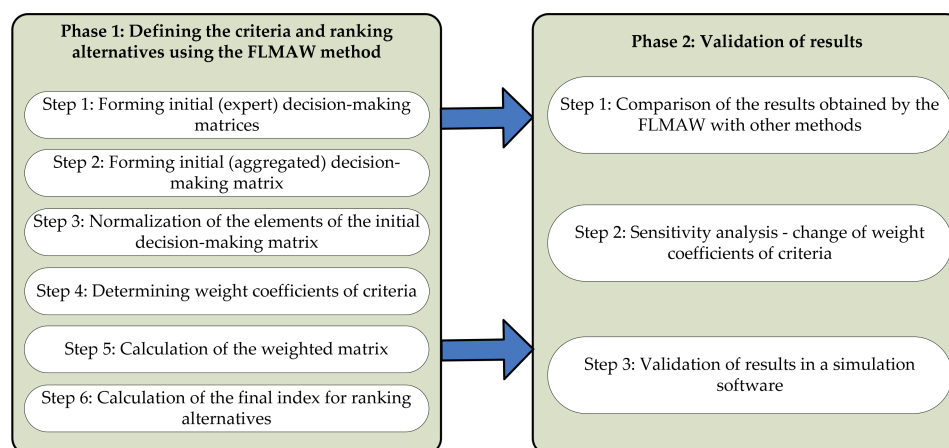 Phase 1: Defining the criteria and ranking
alternatives using the FLMAW method
Step 1: Forming initial (expert) decision-making
matrices
Step 2: Forming initial (aggregated) decision-
making matrix
Step 3: Normalization of the elements of the initial
decision-making matrix
Step 4: Determining weight coefficients of criteria
Step 5: Calculation of the weighted matrix
Step 6: Calculation of the final index for ranking
alternatives
Phase 2: Validation of results
Step 1: Comparison of the results obtained by the
FLMAW with other methods
Step 2: Sensitivity analysis - change of weight
coefficients of criteria
Step 3: Validation of results in a simulation
software